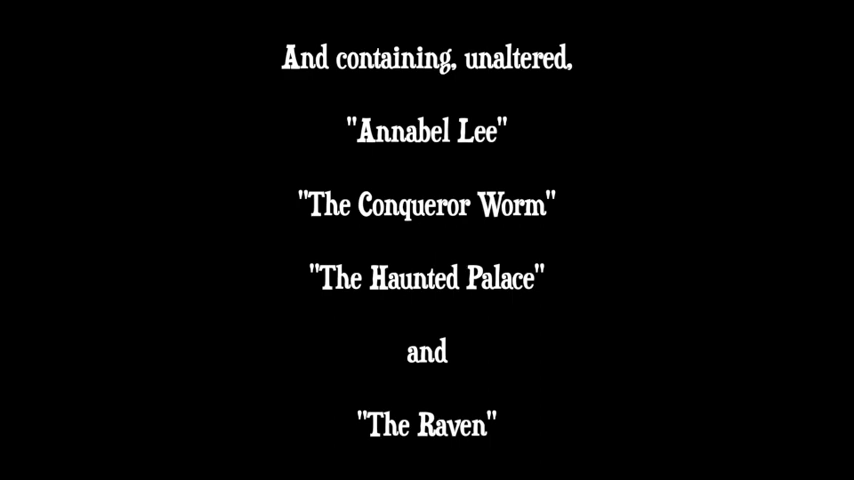 And containing, unaltered,
"Annabel Lee"
"The Conqueror Worm"
"The Haunted Palace"
and
"The Raven"